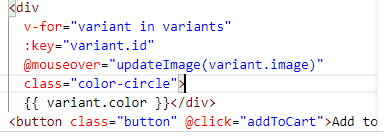 <div
v-for="variant in variants"
:key="variant.id"
@mouseover="updateImage(variant.image)"
class="color-circle">
{{ variant.color }}</div>
<button class="button" @click="addToCart">Add to